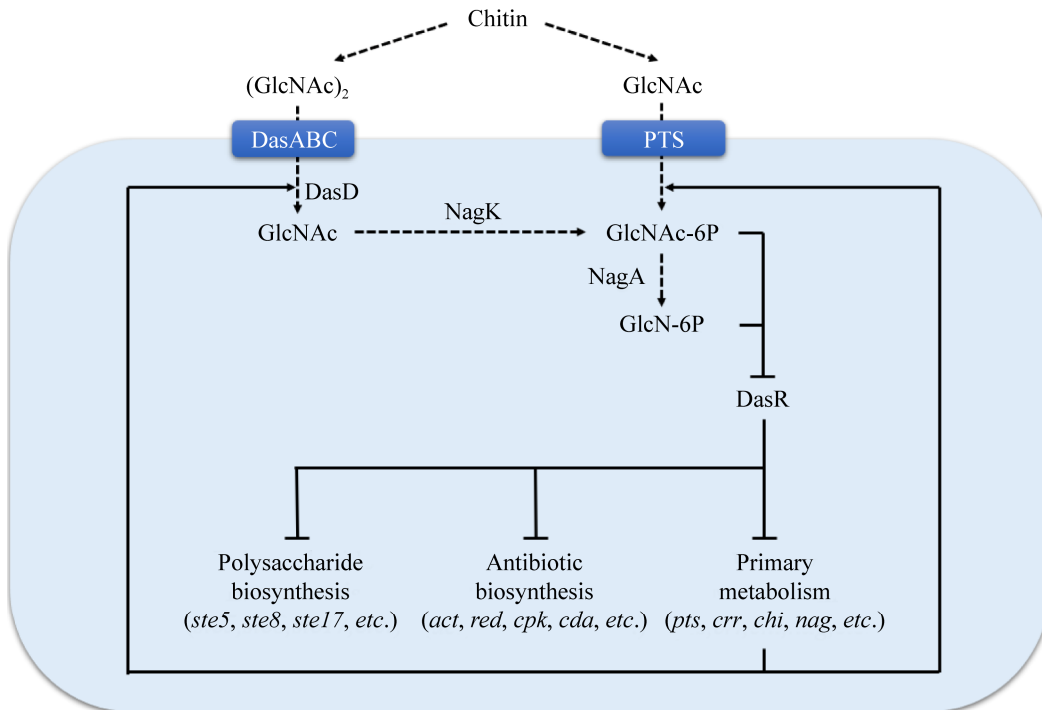 Chitin
(GlcNAc)2
GlcNAc
DasABC
PTS
DasD
GlcNAc
NagK
GlcNAc-6P
NagA
GlcN-6P
DasR
Polysaccharide
biosynthesis
(ste5, ste8, ste17, etc.)
Antibiotic
biosynthesis
(act, red, cpk, cda, etc.)
Primary
metabolism
(pts, crr, chi, nag, etc.)